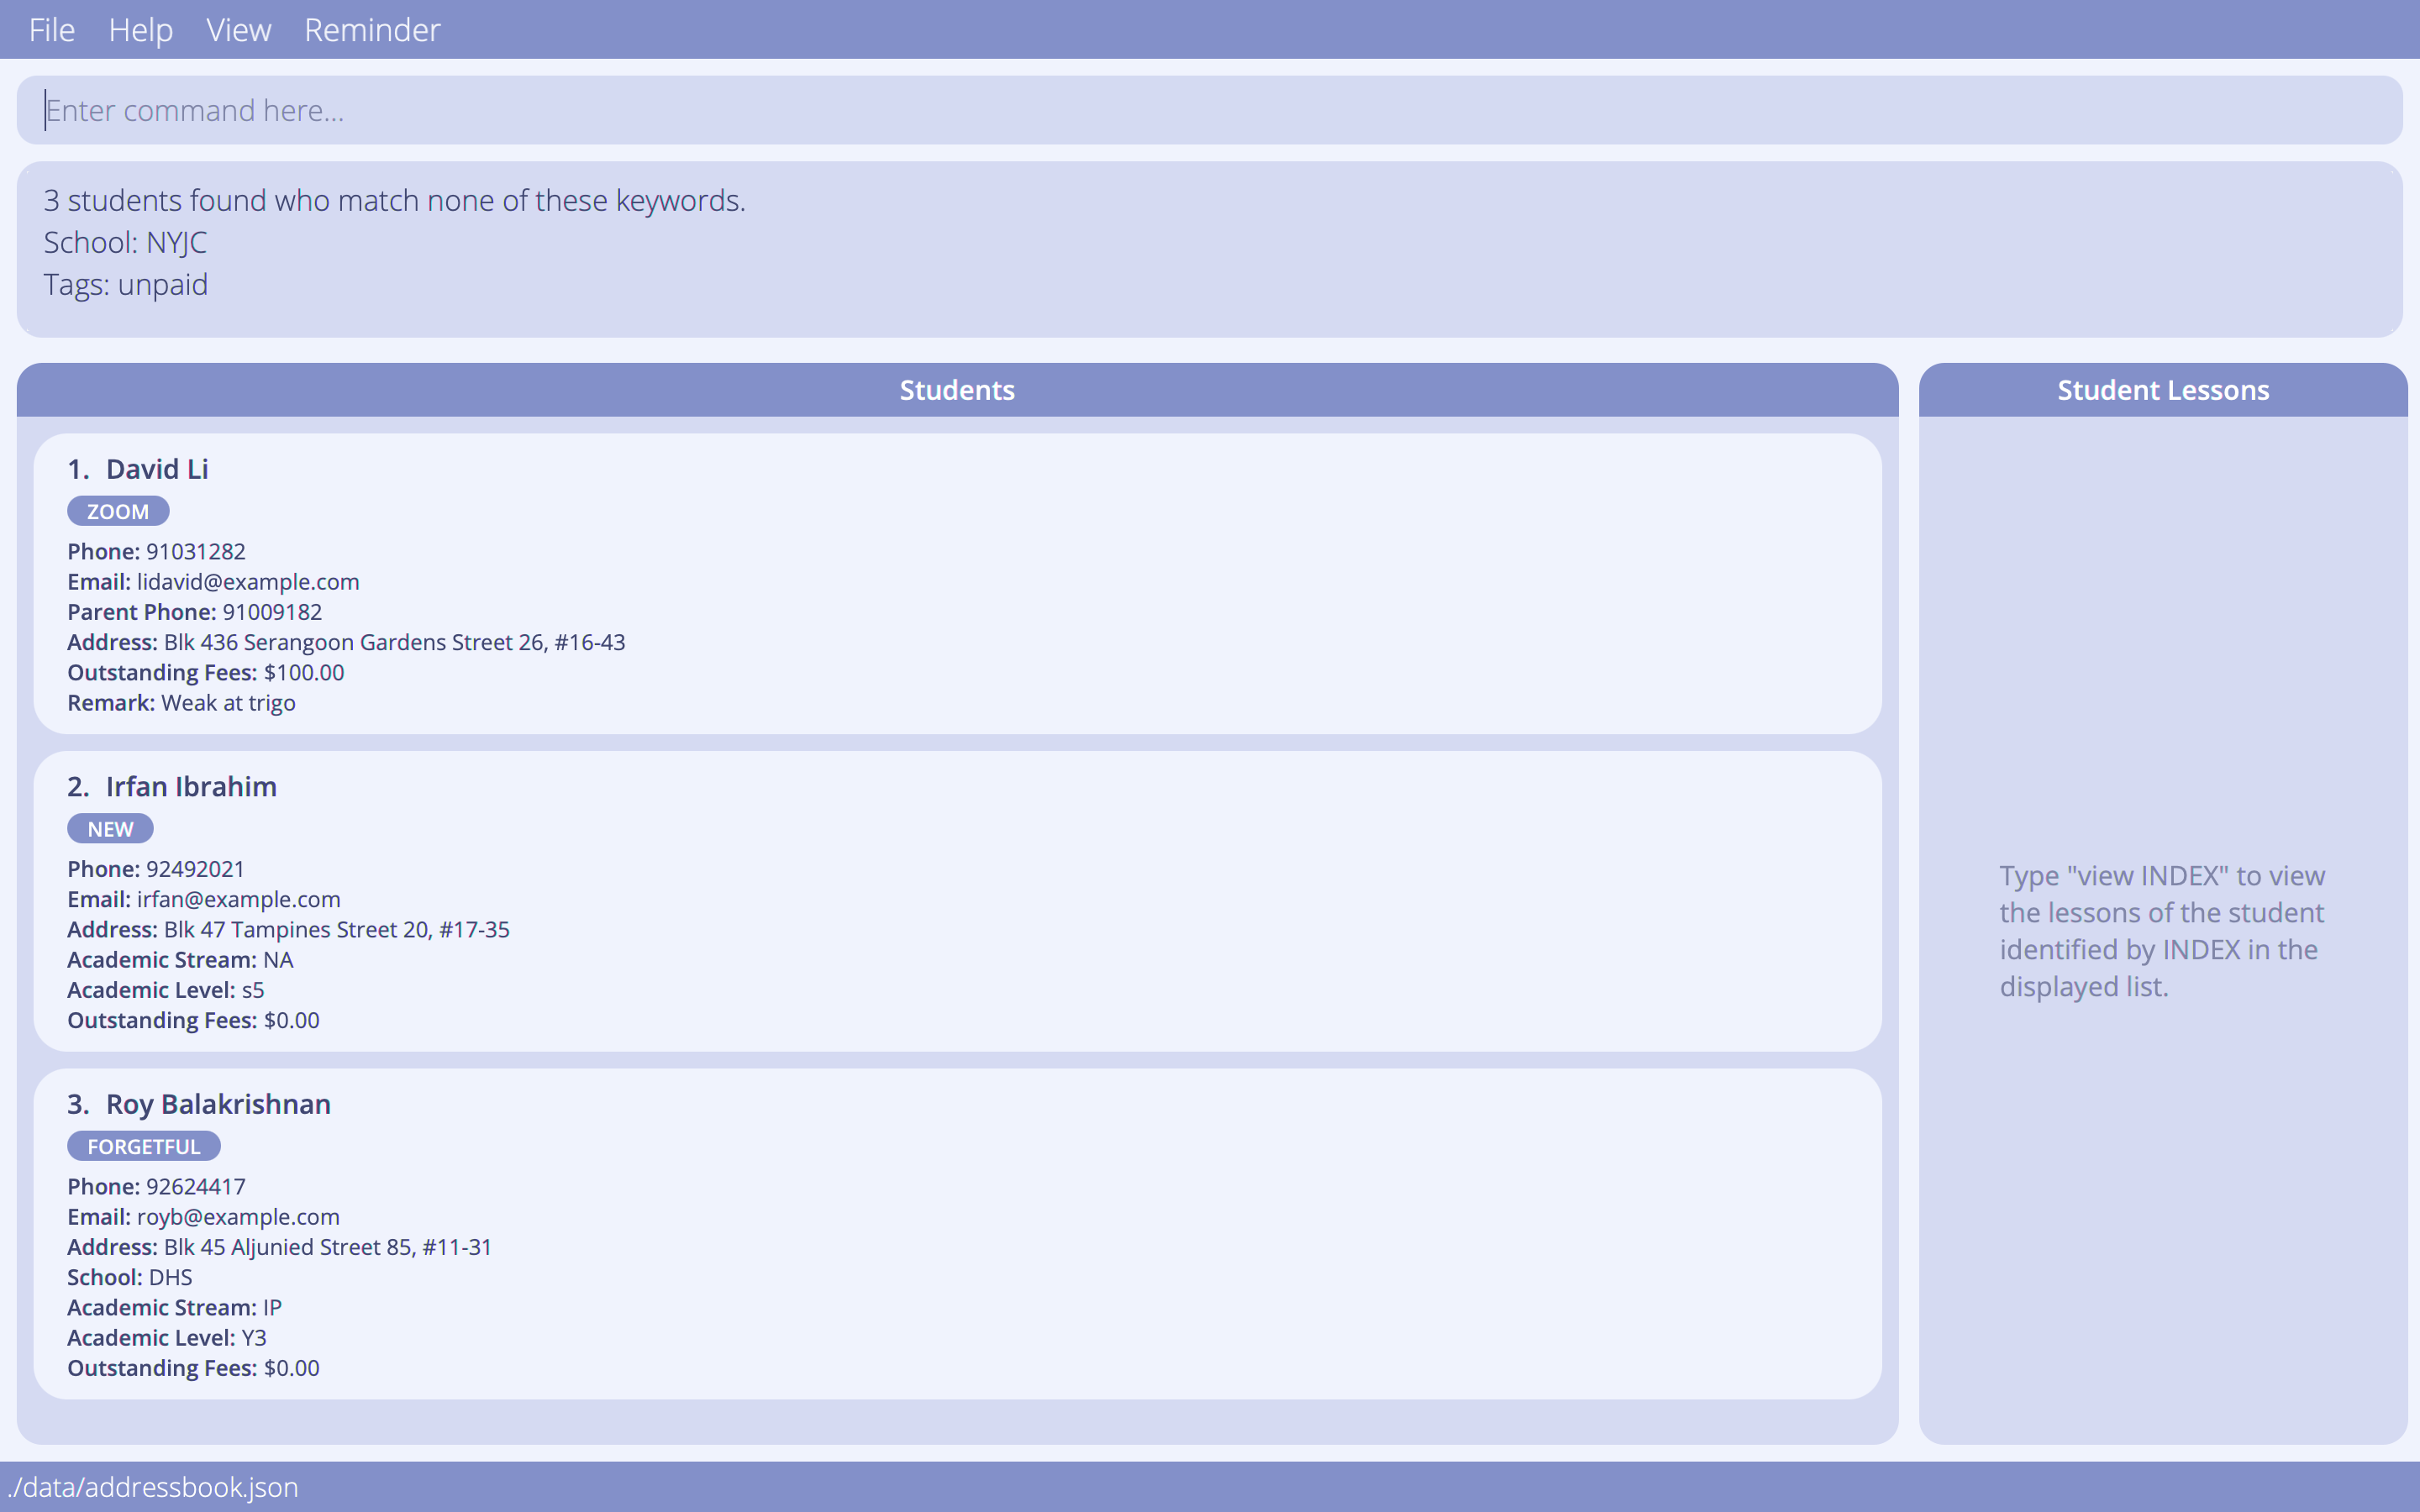 File Help View Reminder
Enter command here...
3 students found who match none of these keywords.
School: NYJC
Tags: unpaid
Students
1. David Li
ZOOM
Phone: 91031282
Email: lidavid@example.com
Parent Phone: 91009182
Address: Blk 436 Serangoon Gardens Street 26, #16-43
Outstanding Fees: $100.00
Remark: Weak at trigo
2. Irfan Ibrahim
NEW
Phone: 92492021
Email: irfan@example.com
Address: Blk 47 Tampines Street 20, #17-35
Academic Stream: NA
Academic Level: s5
Outstanding Fees: $0.00
3. Roy Balakrishnan
FORGETFUL
Phone: 92624417
Email: royb@example.com
Address: Blk 45 Aljunied Street 85, #11-31
School: DHS
Academic Stream: IP
Academic Level: Y3
Outstanding Fees: $0.00
Student Lessons
Type "view INDEX" to view
the lessons of the student
identified by INDEX in the
displayed list.
./data/addressbook.json